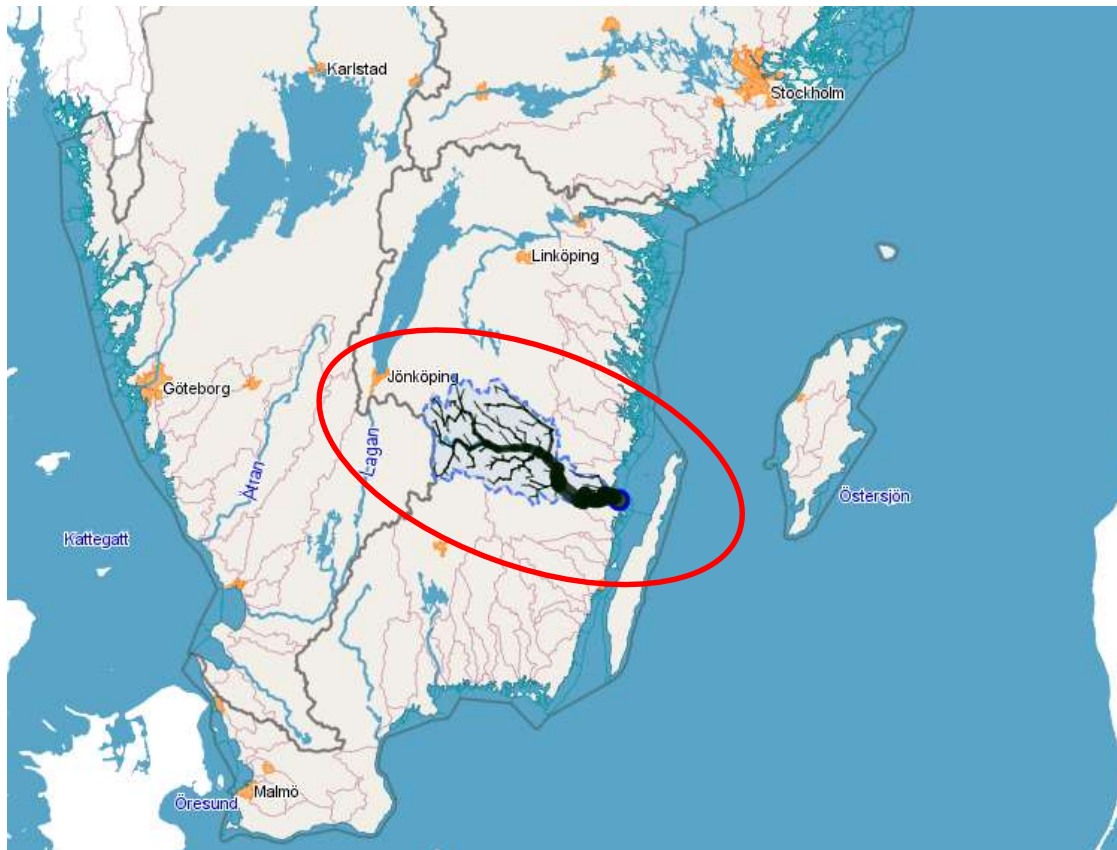 Karlstad
Stockholm
Linköping
Jönköping
Göteborg
Lagan
Ätran
Östersjön
Kattegatt
Malmö
Öresund